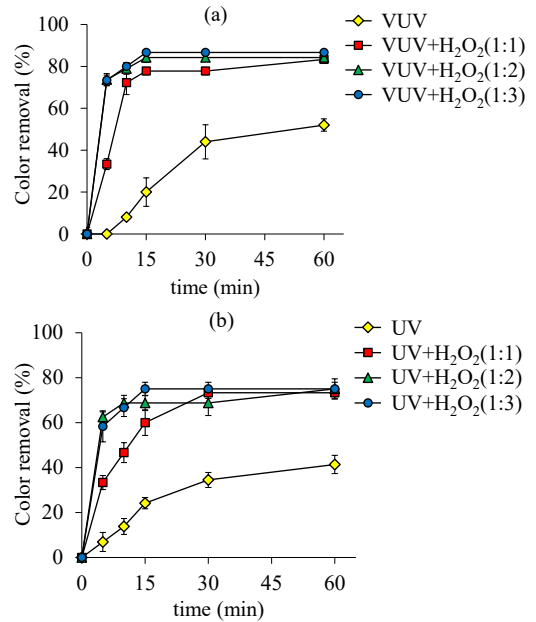 (a)
100
80
60
40
20
0
Color removal (%)
0 15 30 45 60
time (min)
VUV
VUV+H₂O₂(1:1)
VUV+H₂O₂(1:2)
VUV+H₂O₂(1:3)
(b)
100
80
60
40
20
0
Color removal (%)
0 15 30 45 60
time (min)
UV
UV+H₂O₂(1:1)
UV+H₂O₂(1:2)
UV+H₂O₂(1:3)